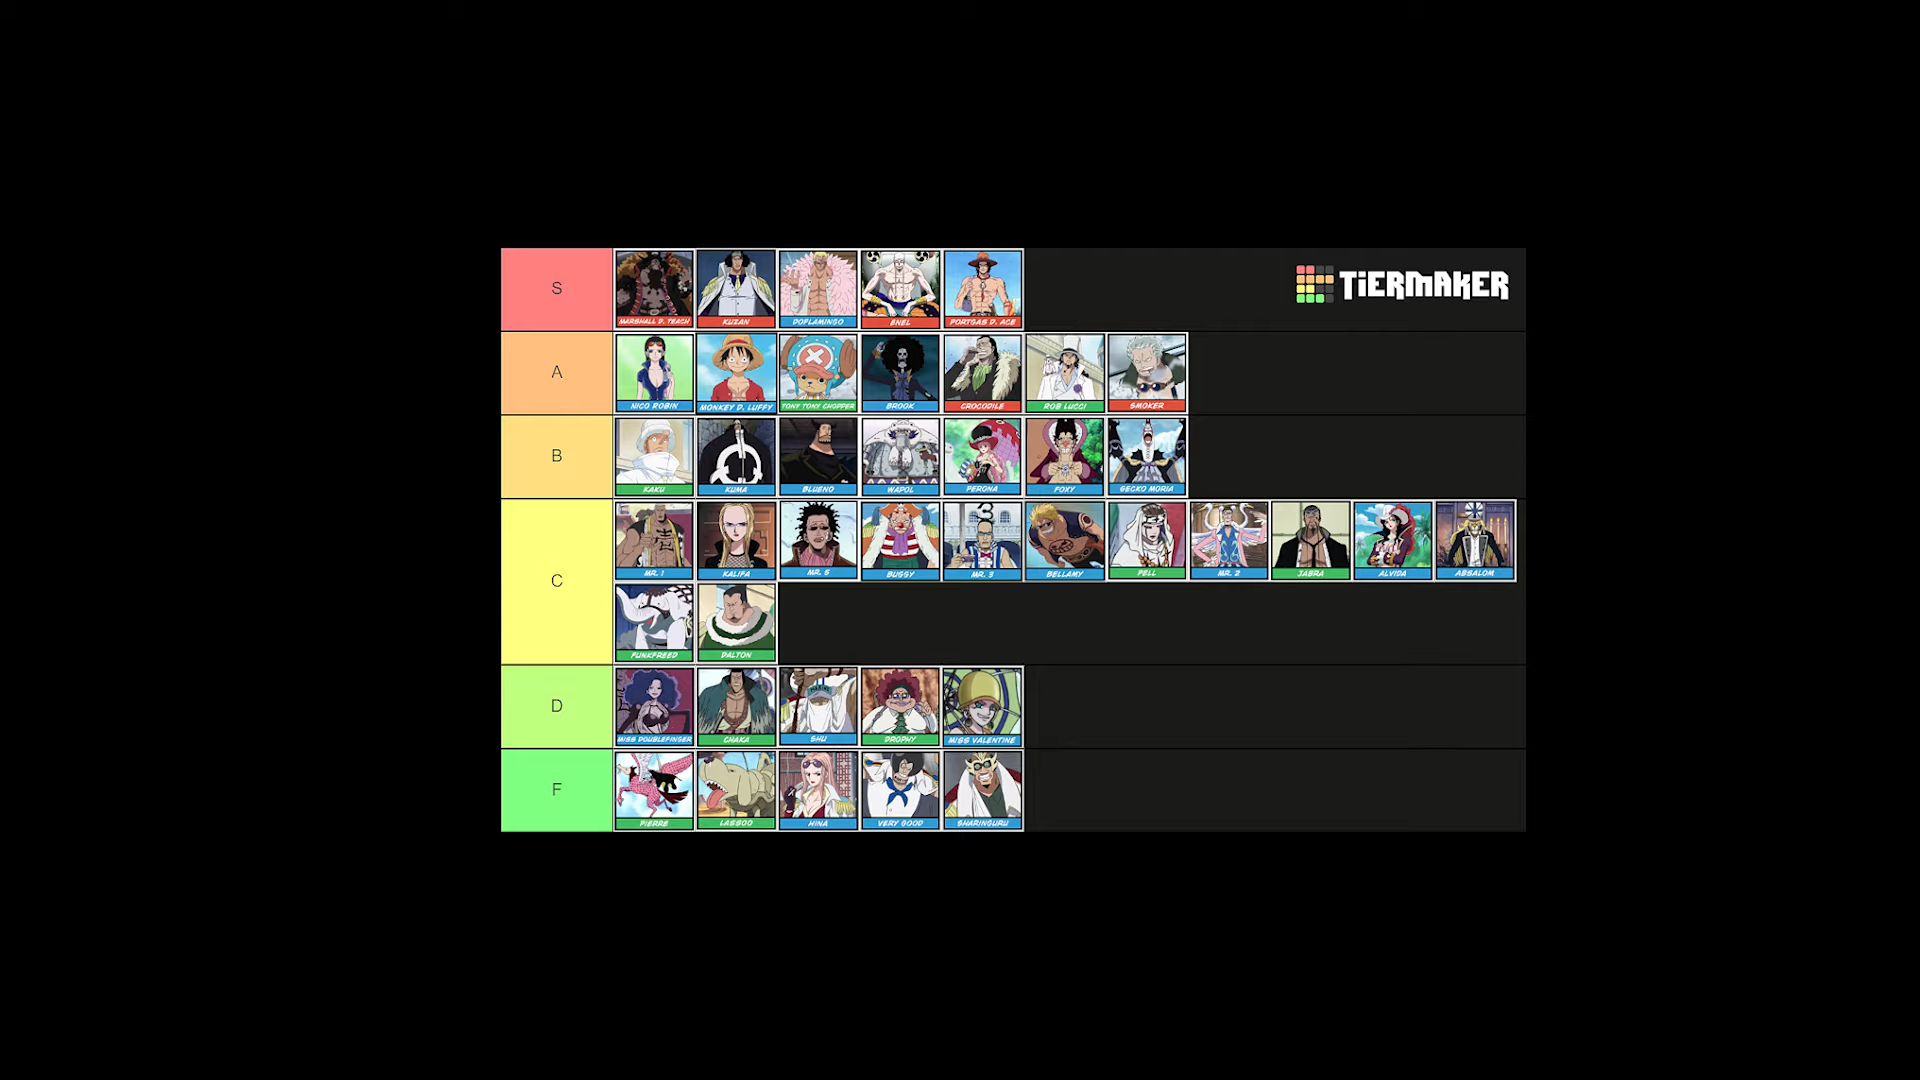 S
MARSHALL D. TEACH KUZAN DOFLAMINGO ENEL PORTGAS D. ACE
TIERMAKER
A
NICO ROBIN MONKEY D. LUFFY TONY TONY CHOPPER BROOK CROCODILE ROB LUCCI SMOKER
B
KAKU KUMA BLUENO WAPOL PERONA FOXY GECKO MORIA
C
MR. 1 KALIFA MR. 5 BUGGY MR. 3 BELLAMY PELL MR. 2 JABRA ALVIDA ABSALOM
FUNKFREED DALTON
D
MISS DOUBLEFINGER CHAKA SHU DROPHY MISS VALENTINE
F
PIERRE LASSOO HINA VERY GOOD SHARINGURU